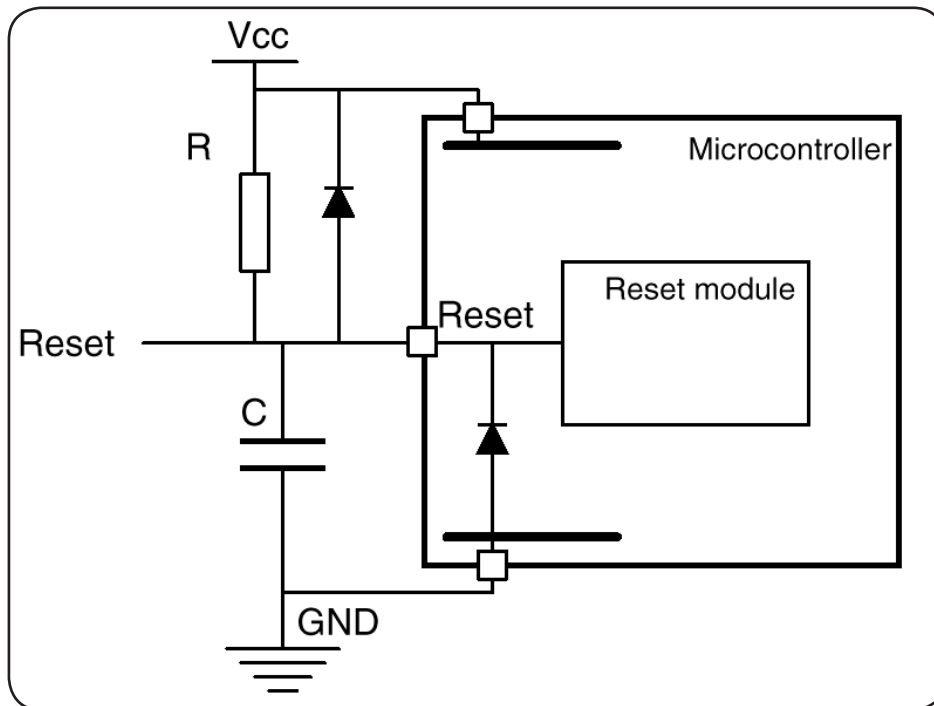 Vcc
R
Microcontroller
Reset module
Reset
Reset
C
GND